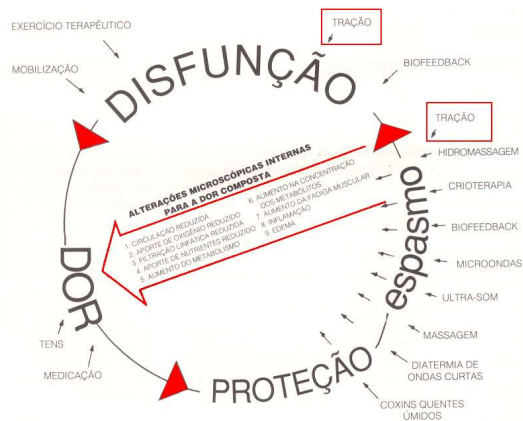 EXERCÍCIO TERAPÊUTICO
MOBILIZAÇÃO
DISFUNÇÃO
TRAÇÃO
BIOFEEDBACK
TRAÇÃO
HIDROMASSAGEM
CRIOTERAPIA
BIOFEEDBACK
MICROONDAS
ULTRA-SOM
MASSAGEM
DIATERMIA DE
ONDAS CURTAS
COXINS QUENTES
ÚMIDOS
espasmo
ALTERAÇÕES MICROSCÓPICAS INTERNAS
PARA A DOR COMPOSTA
1. CIRCULAÇÃO REDUZIDA
2. APORTE DE OXIGÊNIO REDUZIDO
3. FILTRAÇÃO LINFÁTICA REDUZIDA
4. APORTE DE NUTRIENTES REDUZIDO
5. AUMENTO DO METABOLISMO
6. AUMENTO NA CONCENTRAÇÃO
DOS METABÓLITOS
7. AUMENTO DA FADIGA MUSCULAR
8. INFLAMAÇÃO
9. EDEMA
DOR
TENS
MEDICAÇÃO
PROTEÇÃO